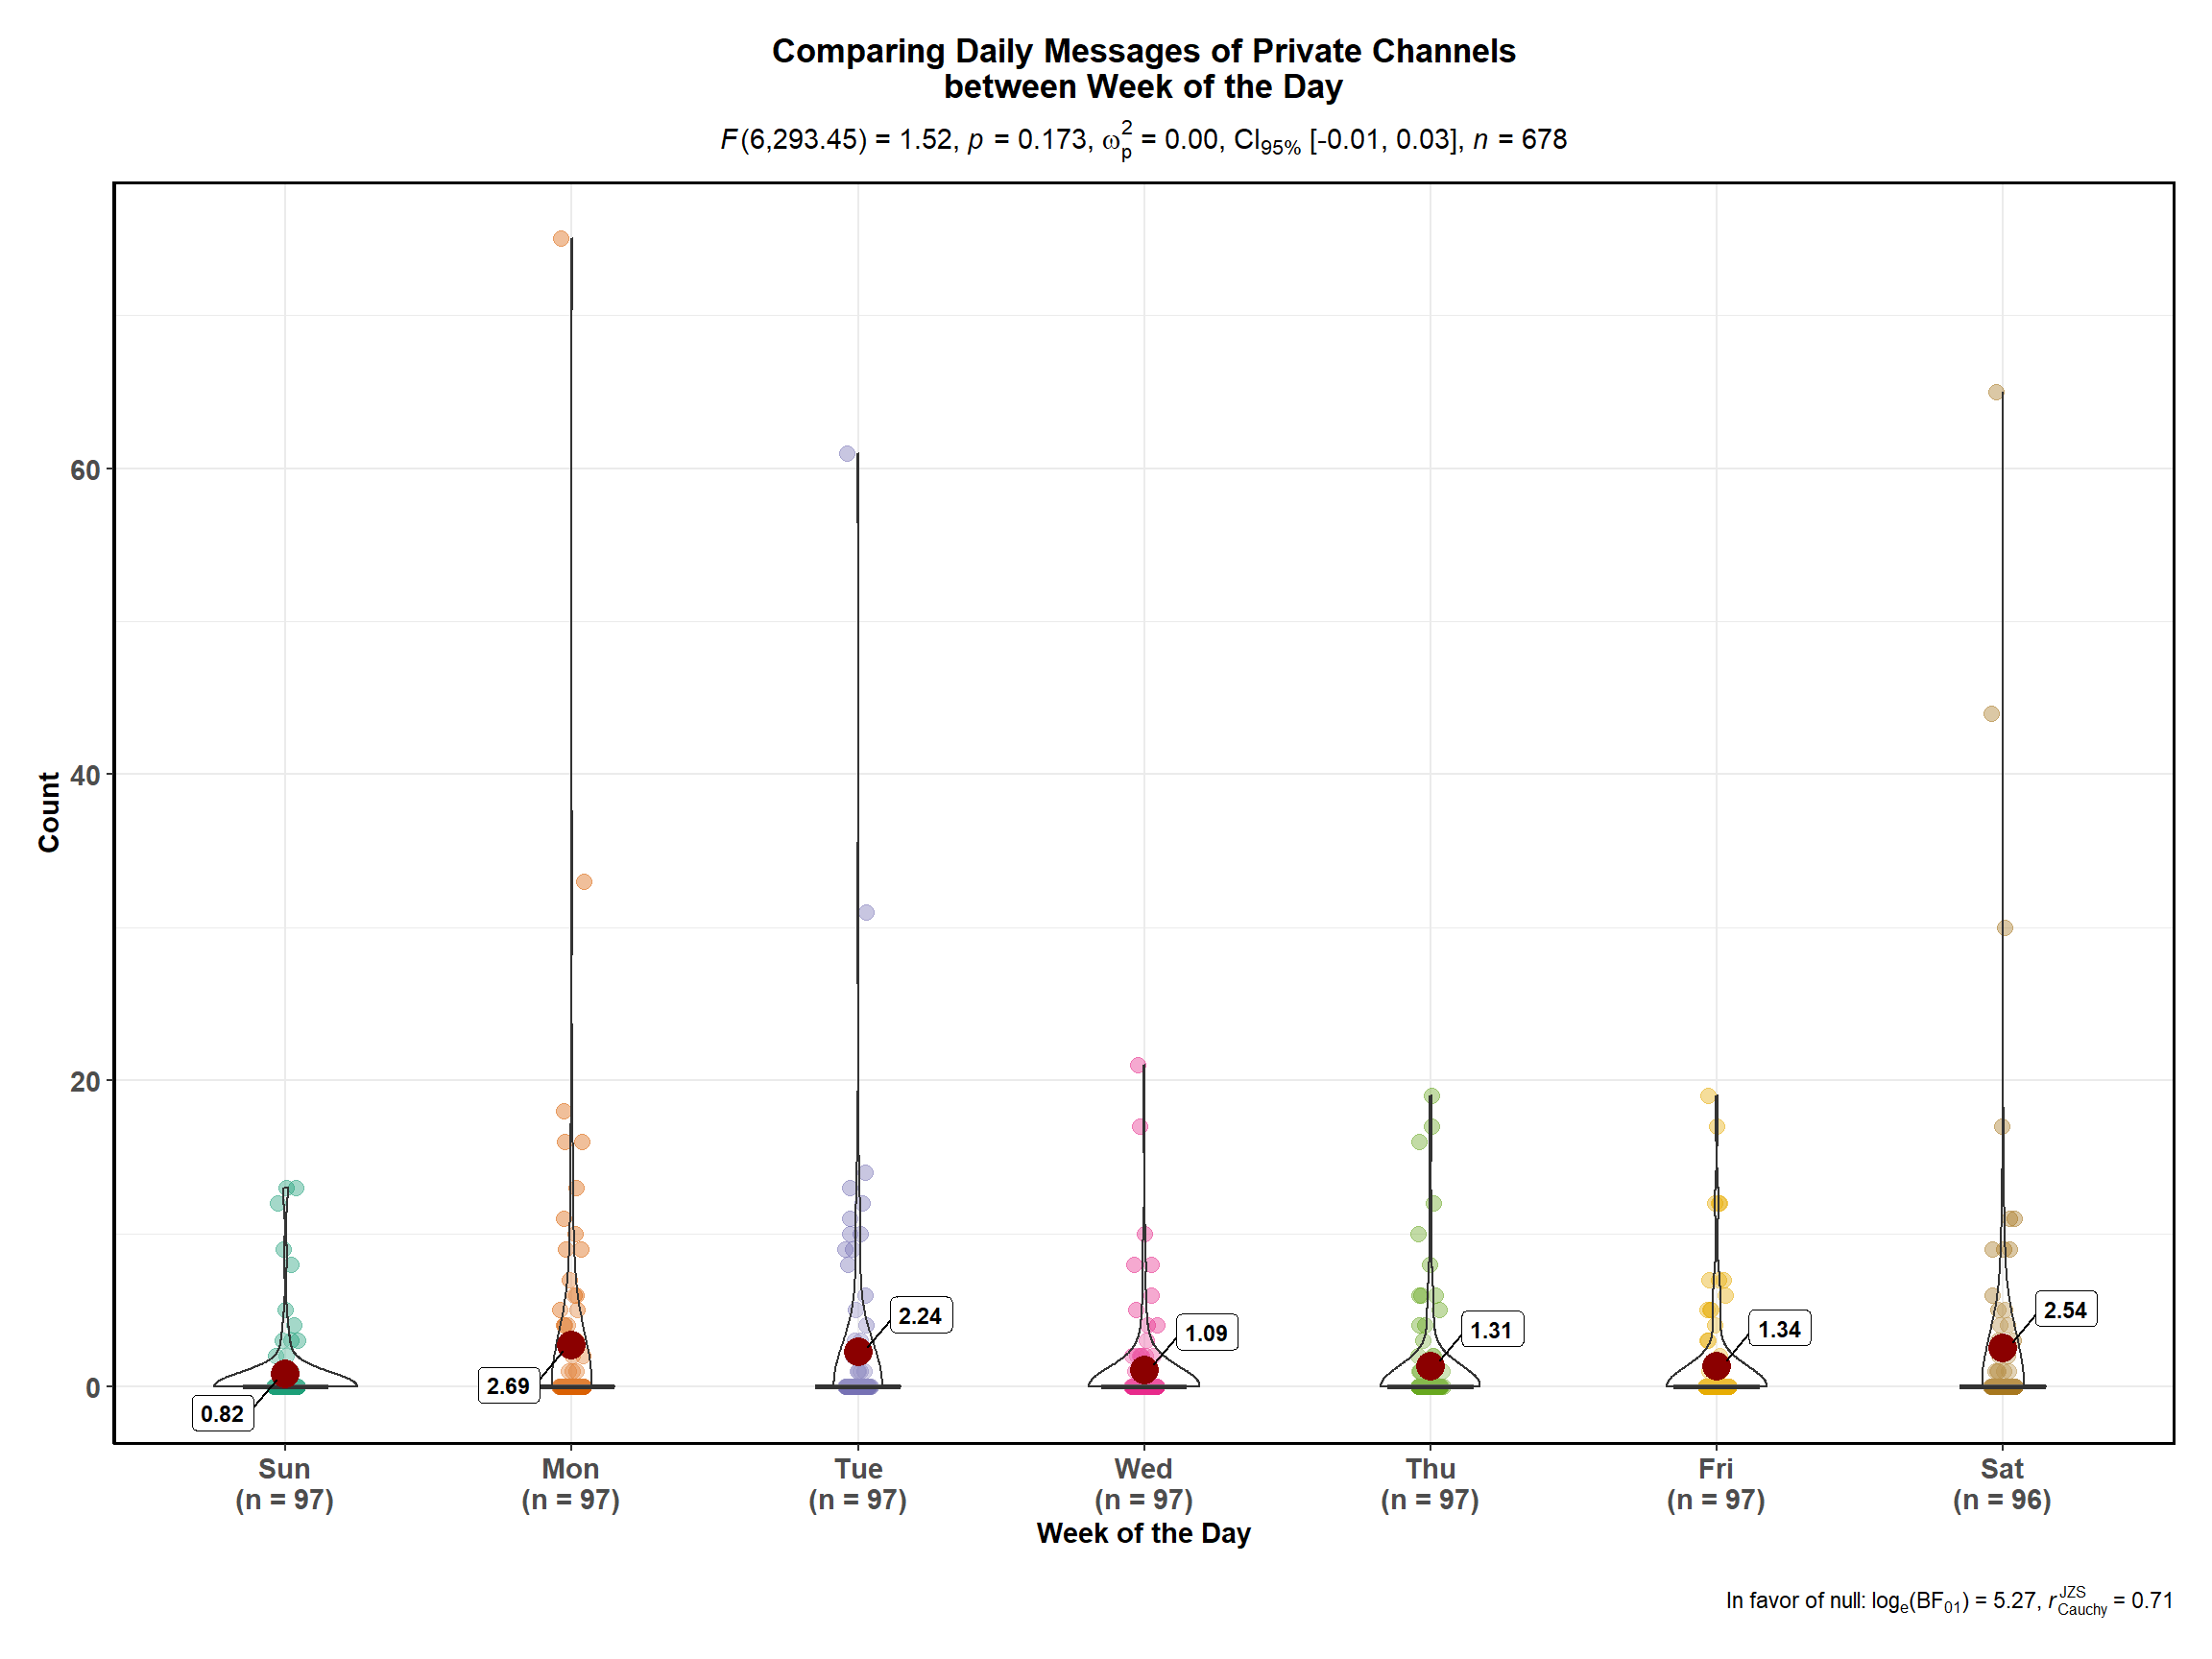 Comparing Daily Messages of Private Channels
between Week of the Day
F(6,293.45) = 1.52, p = 0.173, ω²ₚ = 0.00, CI₉₅% [-0.01, 0.03], n = 678
Count
60
40
20
0
0.82
2.69
2.24
1.09
1.31
1.34
2.54
Sun Mon Tue Wed Thu Fri Sat
(n = 97) (n = 97) (n = 97) (n = 97) (n = 97) (n = 97) (n = 96)
Week of the Day
In favor of null: logₑ(BF₀₁) = 5.27, r JZS Cauchy = 0.71